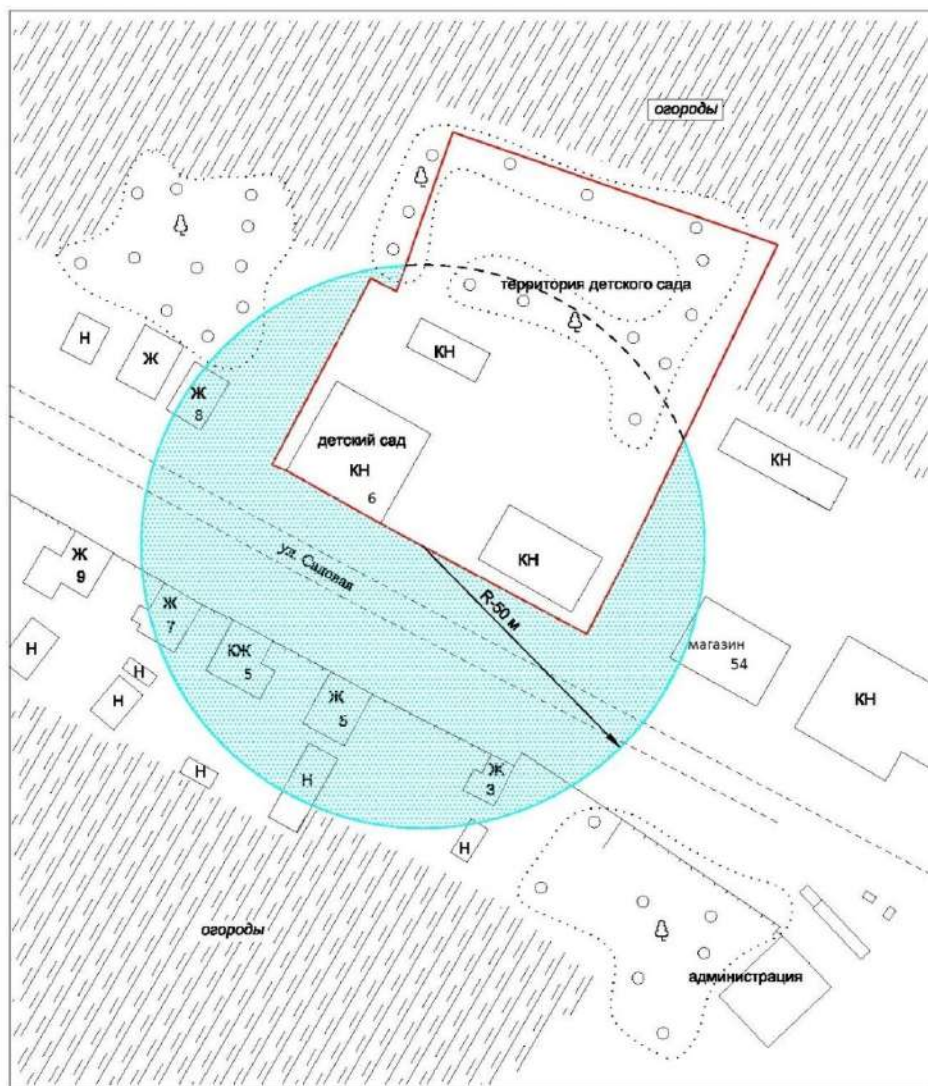 огороды
территория детского сада
Н
Ж
Ж
8
КН
детский сад
КН
6
КН
КН
ул. Садовая
Ж
9
Ж
7
КЖ
5
Ж
5
R-50 м
магазин
54
КН
Н
Н
Н
Н
Н
Ж
3
Н
огороды
администрация